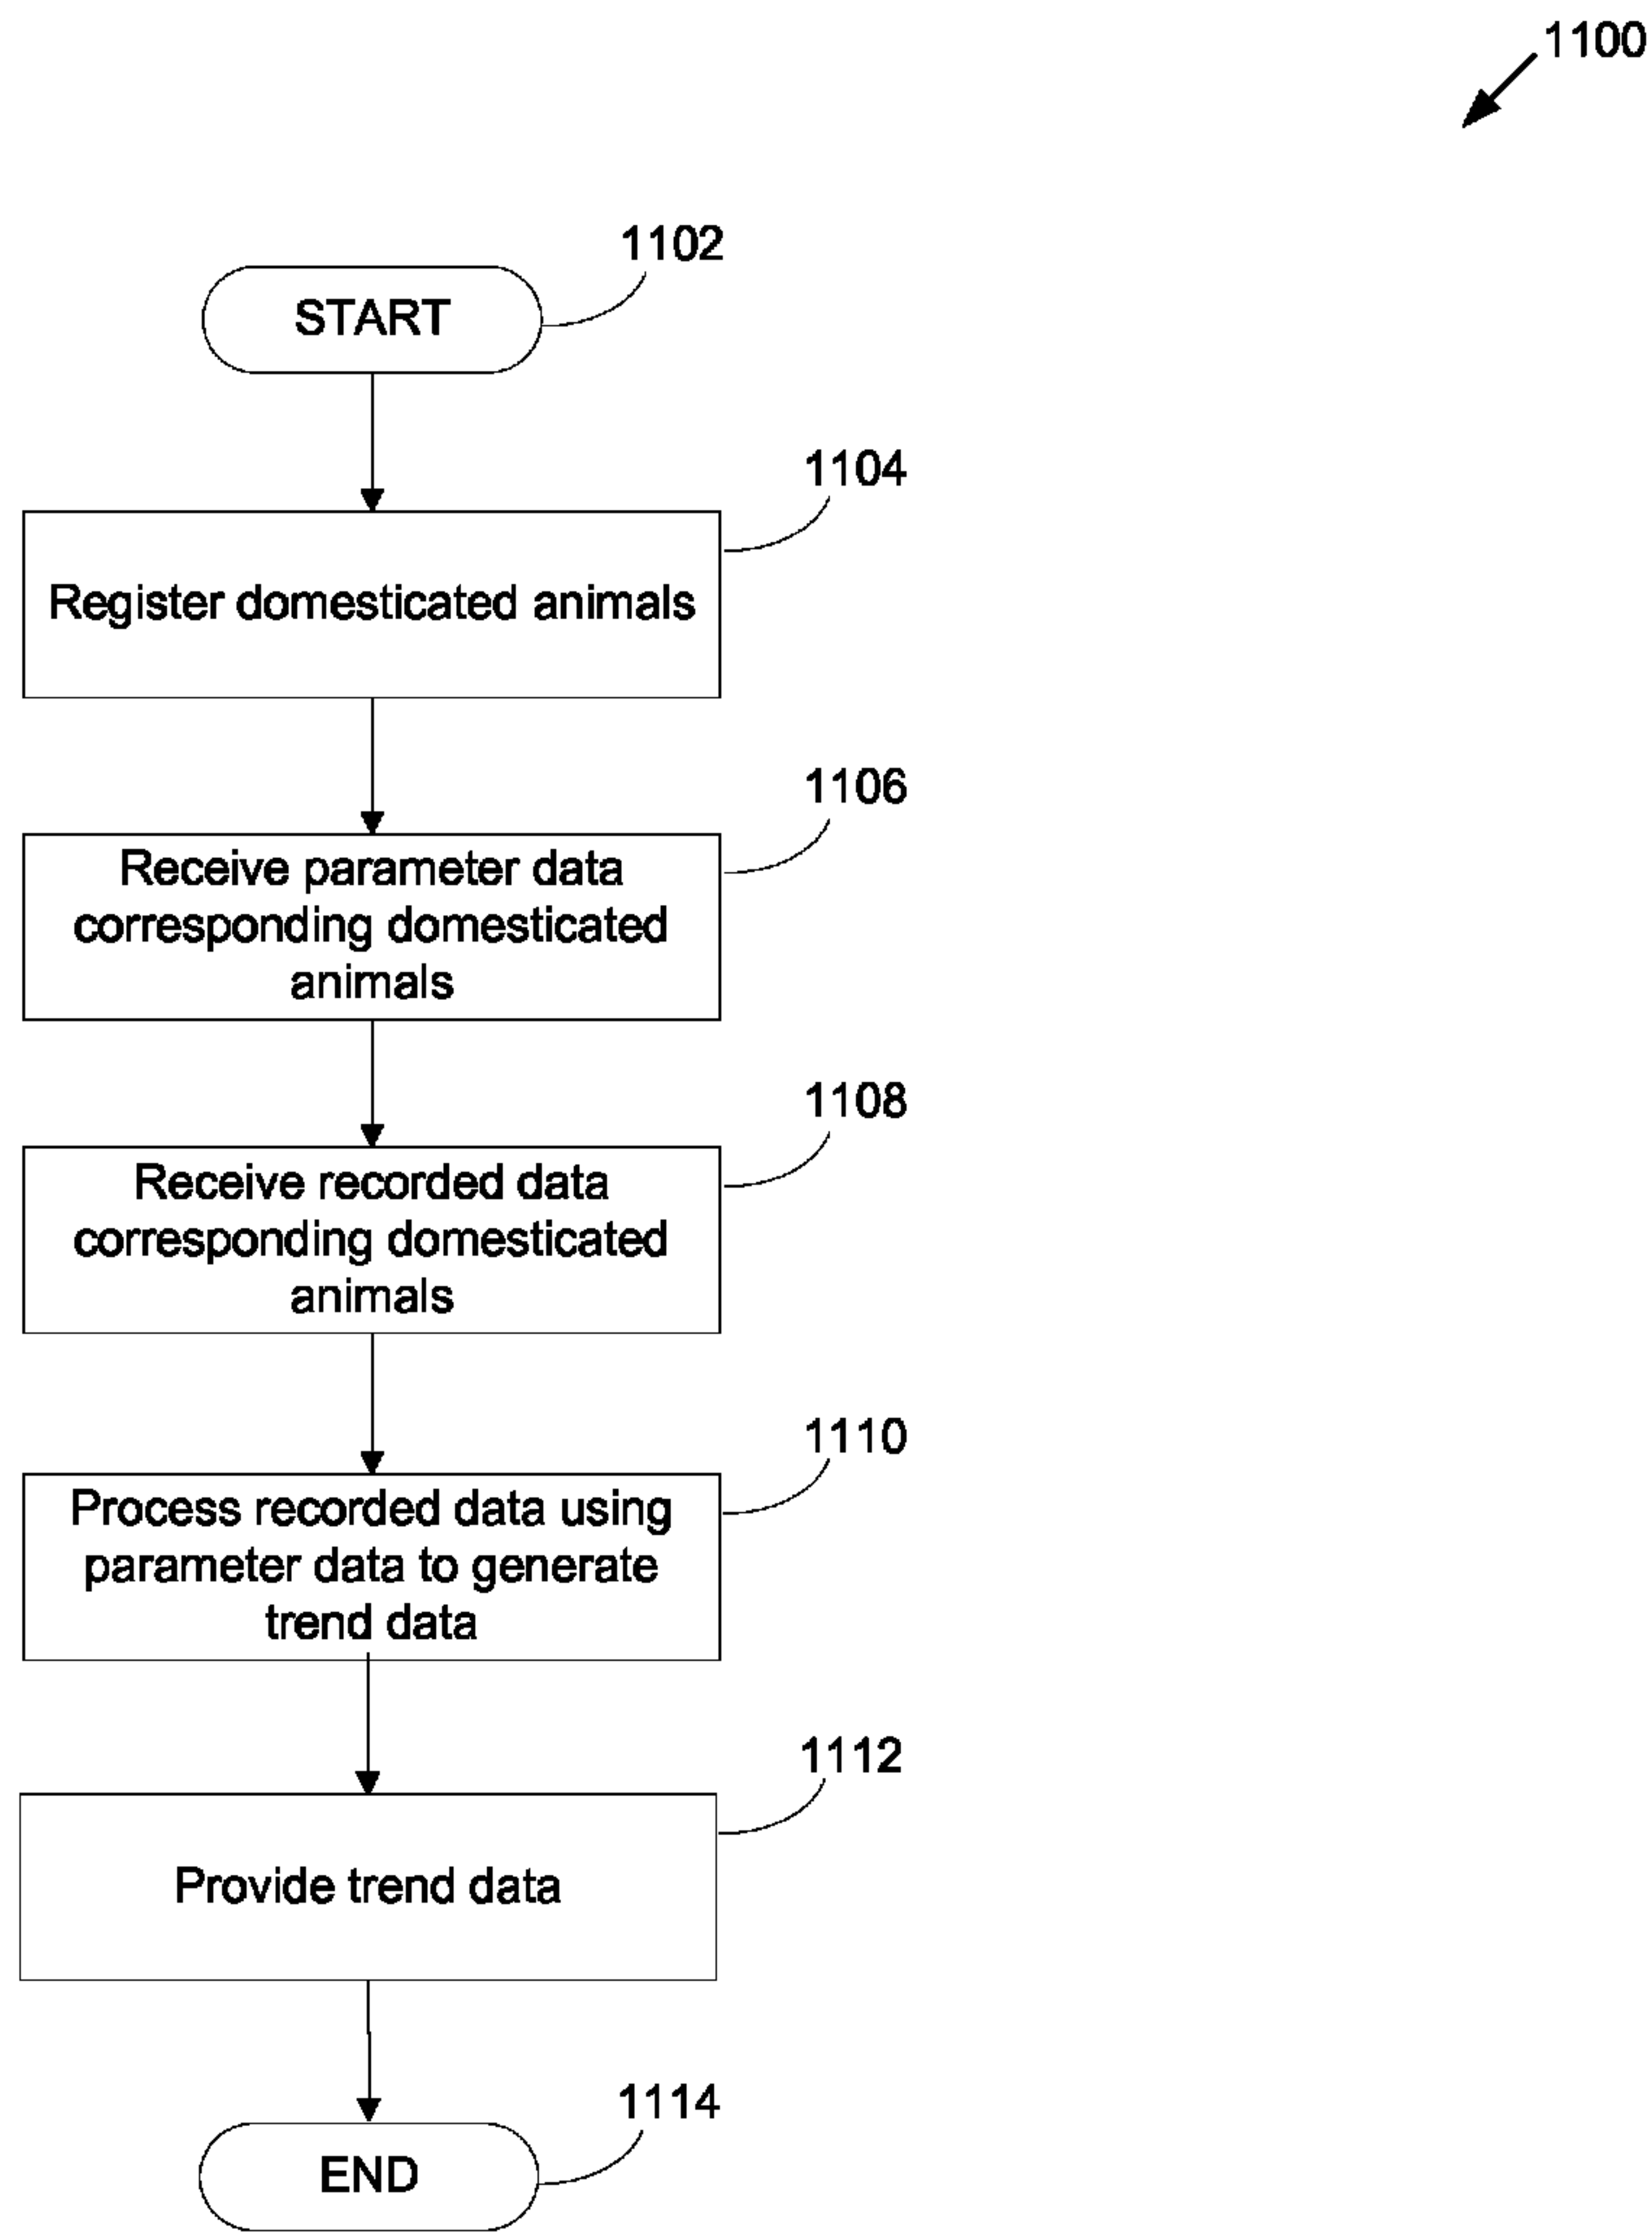 1100
1102
START
1104
Register domesticated animals
1106
Receive parameter data
corresponding domesticated
animals
1108
Receive recorded data
corresponding domesticated
animals
1110
Process recorded data using
parameter data to generate
trend data
1112
Provide trend data
1114
END